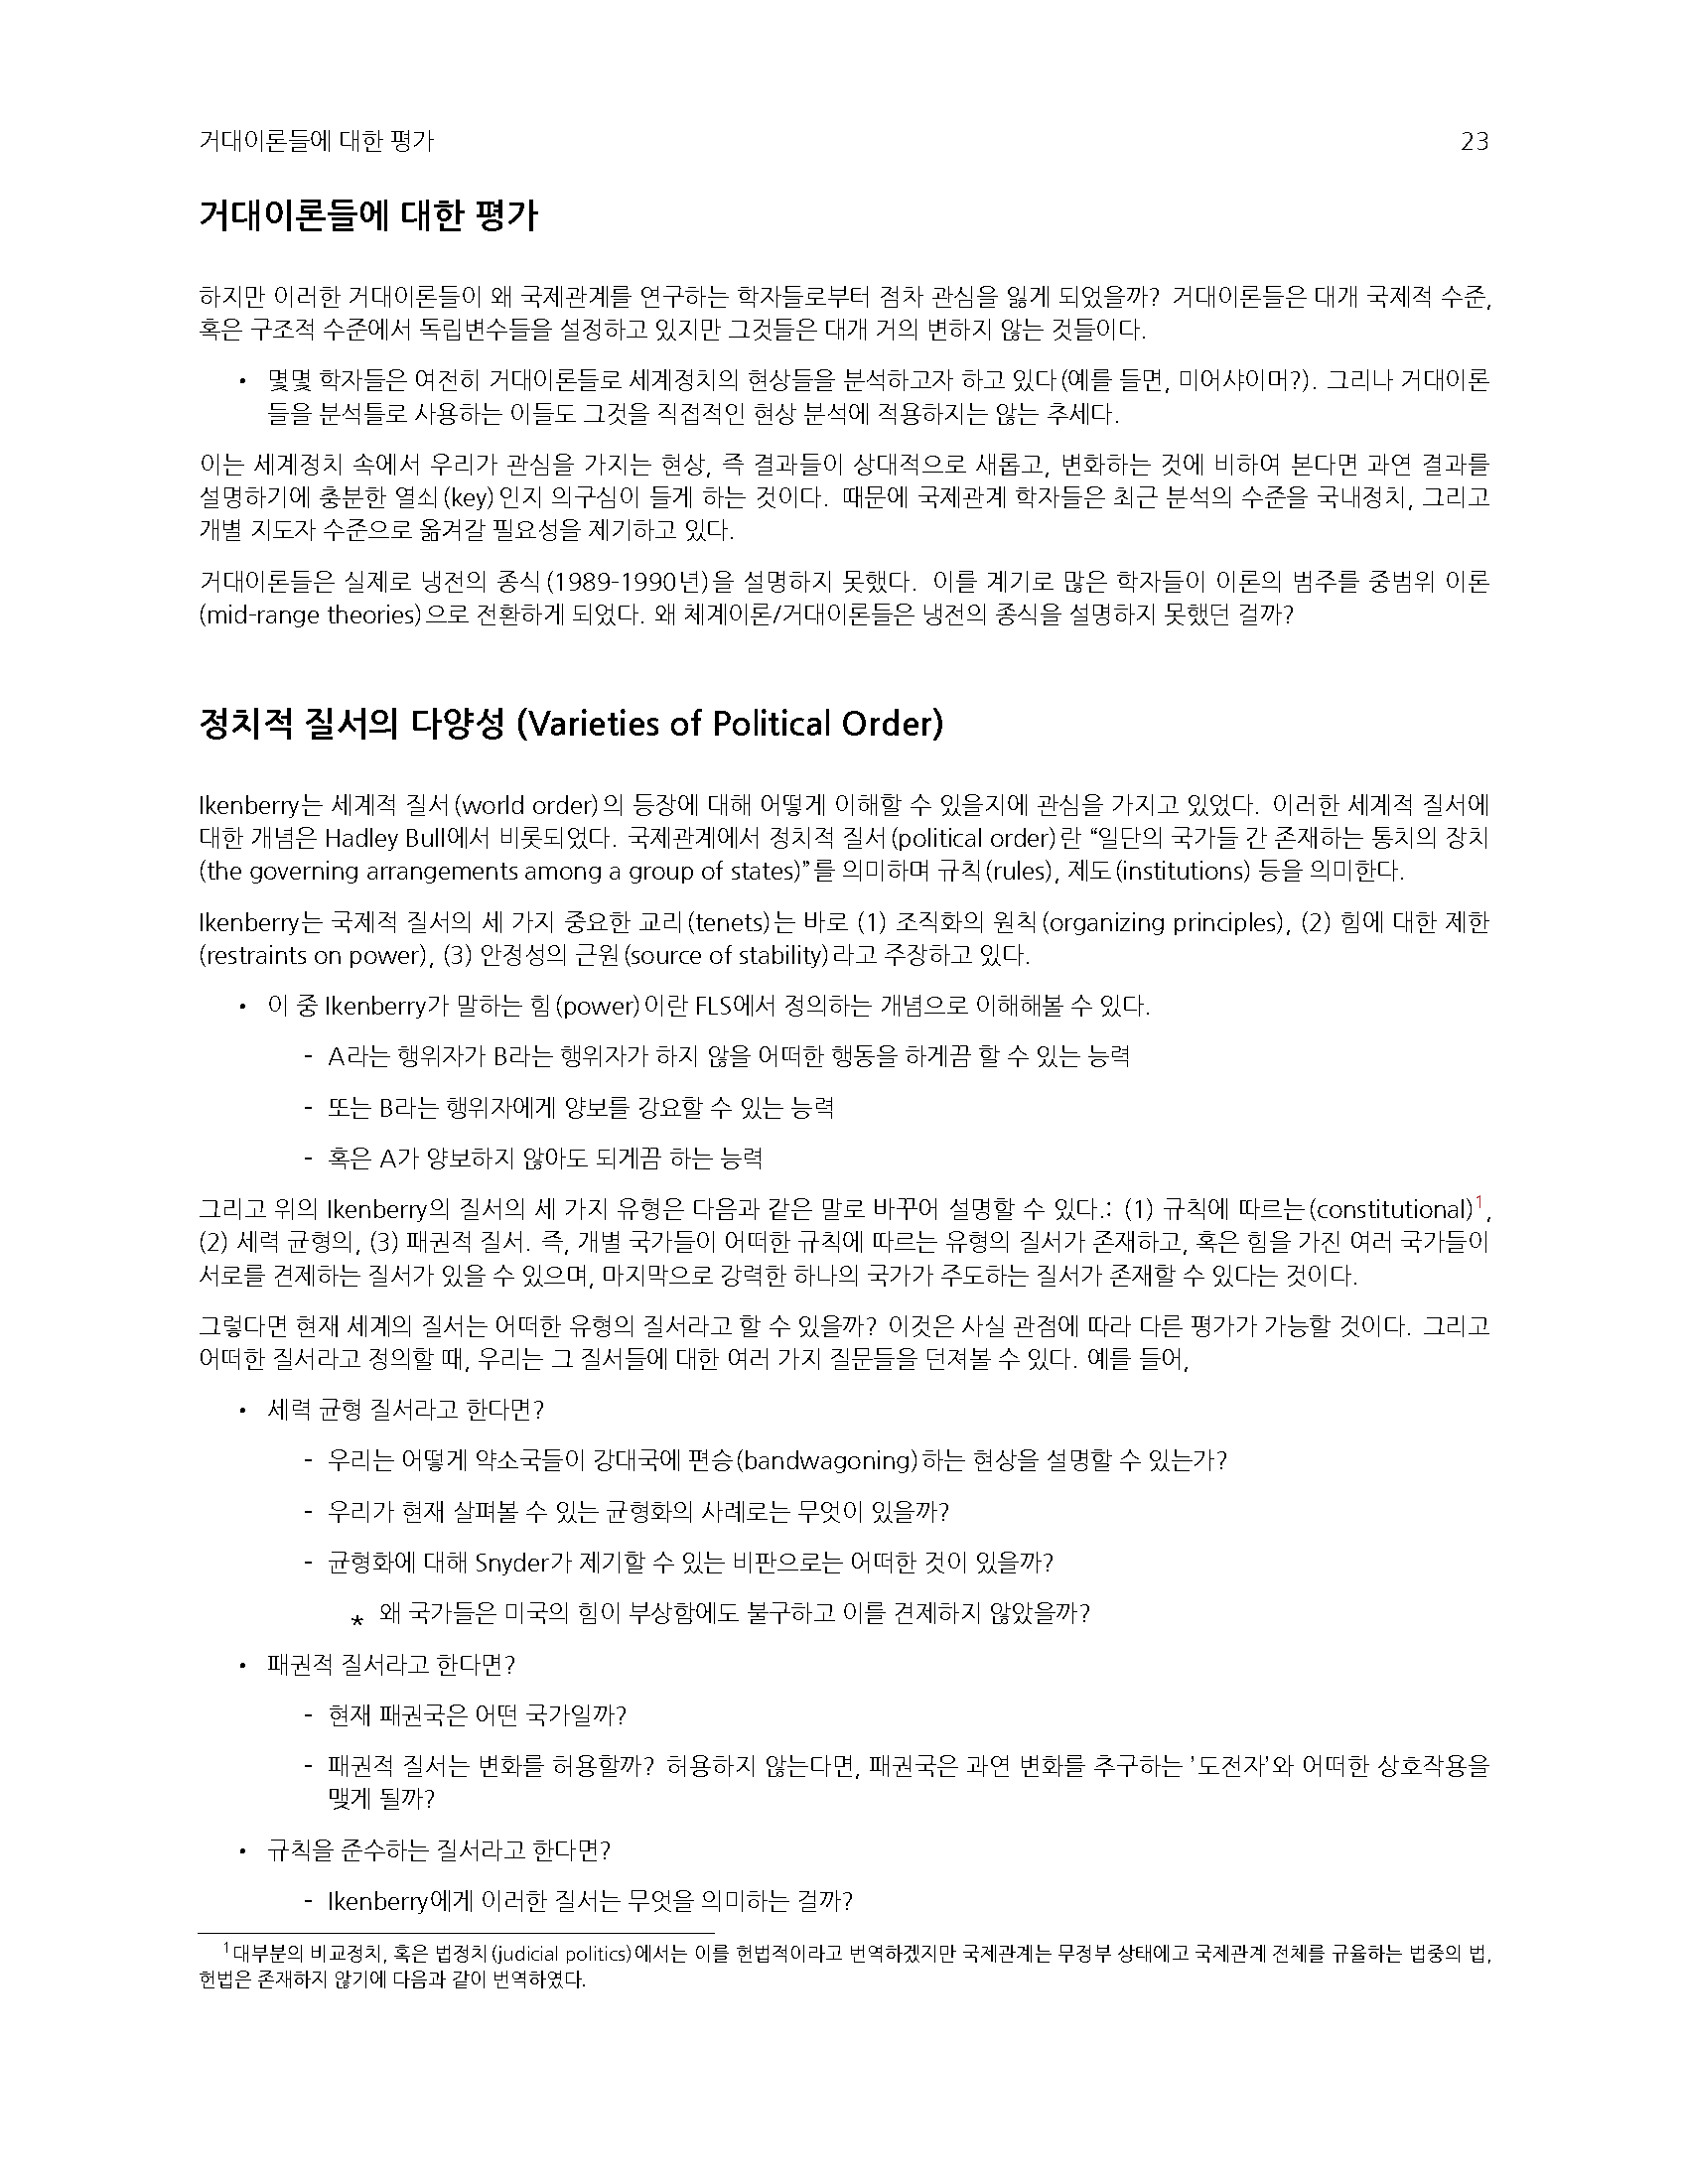 거대이론들에 대한 평가 23
거대이론들에 대한 평가
하지만 이러한 거대이론들이 왜 국제관계를 연구하는 학자들로부터 점차 관심을 잃게 되었을까? 거대이론들은 대개 국제적 수준,
혹은 구조적 수준에서 독립변수들을 설정하고 있지만 그것들은 대개 거의 변하지 않는 것들이다.
• 몇몇 학자들은 여전히 거대이론들로 세계정치의 현상들을 분석하고자 하고 있다(예를 들면, 미어샤이머?). 그리나 거대이론
들을 분석틀로 사용하는 이들도 그것을 직접적인 현상 분석에 적용하지는 않는 추세다.
이는 세계정치 속에서 우리가 관심을 가지는 현상, 즉 결과들이 상대적으로 새롭고, 변화하는 것에 비하여 본다면 과연 결과를
설명하기에 충분한 열쇠(key)인지 의구심이 들게 하는 것이다. 때문에 국제관계 학자들은 최근 분석의 수준을 국내정치, 그리고
개별 지도자 수준으로 옮겨갈 필요성을 제기하고 있다.
거대이론들은 실제로 냉전의 종식(1989-1990년)을 설명하지 못했다. 이를 계기로 많은 학자들이 이론의 범주를 중범위 이론
(mid-range theories)으로 전환하게 되었다. 왜 체계이론/거대이론들은 냉전의 종식을 설명하지 못했던 걸까?
정치적 질서의 다양성 (Varieties of Political Order)
Ikenberry는 세계적 질서(world order)의 등장에 대해 어떻게 이해할 수 있을지에 관심을 가지고 있었다. 이러한 세계적 질서에
대한 개념은 Hadley Bull에서 비롯되었다. 국제관계에서 정치적 질서(political order)란 “일단의 국가들 간 존재하는 통치의 장치
(the governing arrangements among a group of states)”를 의미하며 규칙(rules), 제도(institutions) 등을 의미한다.
Ikenberry는 국제적 질서의 세 가지 중요한 교리(tenets)는 바로 (1) 조직화의 원칙(organizing principles), (2) 힘에 대한 제한
(restraints on power), (3) 안정성의 근원(source of stability)라고 주장하고 있다.
• 이 중 Ikenberry가 말하는 힘(power)이란 FLS에서 정의하는 개념으로 이해해볼 수 있다.
- A라는 행위자가 B라는 행위자가 하지 않을 어떠한 행동을 하게끔 할 수 있는 능력
- 또는 B라는 행위자에게 양보를 강요할 수 있는 능력
- 혹은 A가 양보하지 않아도 되게끔 하는 능력
그리고 위의 Ikenberry의 질서의 세 가지 유형은 다음과 같은 말로 바꾸어 설명할 수 있다.: (1) 규칙에 따르는(constitutional)1,
(2) 세력 균형의, (3) 패권적 질서. 즉, 개별 국가들이 어떠한 규칙에 따르는 유형의 질서가 존재하고, 혹은 힘을 가진 여러 국가들이
서로를 견제하는 질서가 있을 수 있으며, 마지막으로 강력한 하나의 국가가 주도하는 질서가 존재할 수 있다는 것이다.
그렇다면 현재 세계의 질서는 어떠한 유형의 질서라고 할 수 있을까? 이것은 사실 관점에 따라 다른 평가가 가능할 것이다. 그리고
어떠한 질서라고 정의할 때, 우리는 그 질서들에 대한 여러 가지 질문들을 던져볼 수 있다. 예를 들어,
• 세력 균형 질서라고 한다면?
- 우리는 어떻게 약소국들이 강대국에 편승(bandwagoning)하는 현상을 설명할 수 있는가?
- 우리가 현재 살펴볼 수 있는 균형화의 사례로는 무엇이 있을까?
- 균형화에 대해 Snyder가 제기할 수 있는 비판으로는 어떠한 것이 있을까?
* 왜 국가들은 미국의 힘이 부상함에도 불구하고 이를 견제하지 않았을까?
• 패권적 질서라고 한다면?
- 현재 패권국은 어떤 국가일까?
- 패권적 질서는 변화를 허용할까? 허용하지 않는다면, 패권국은 과연 변화를 추구하는 ’도전자’와 어떠한 상호작용을
맺게 될까?
• 규칙을 준수하는 질서라고 한다면?
- Ikenberry에게 이러한 질서는 무엇을 의미하는 걸까?
1대부분의 비교정치, 혹은 법정치(judicial politics)에서는 이를 헌법적이라고 번역하겠지만 국제관계는 무정부 상태에고 국제관계 전체를 규율하는 법중의 법,
헌법은 존재하지 않기에 다음과 같이 번역하였다.